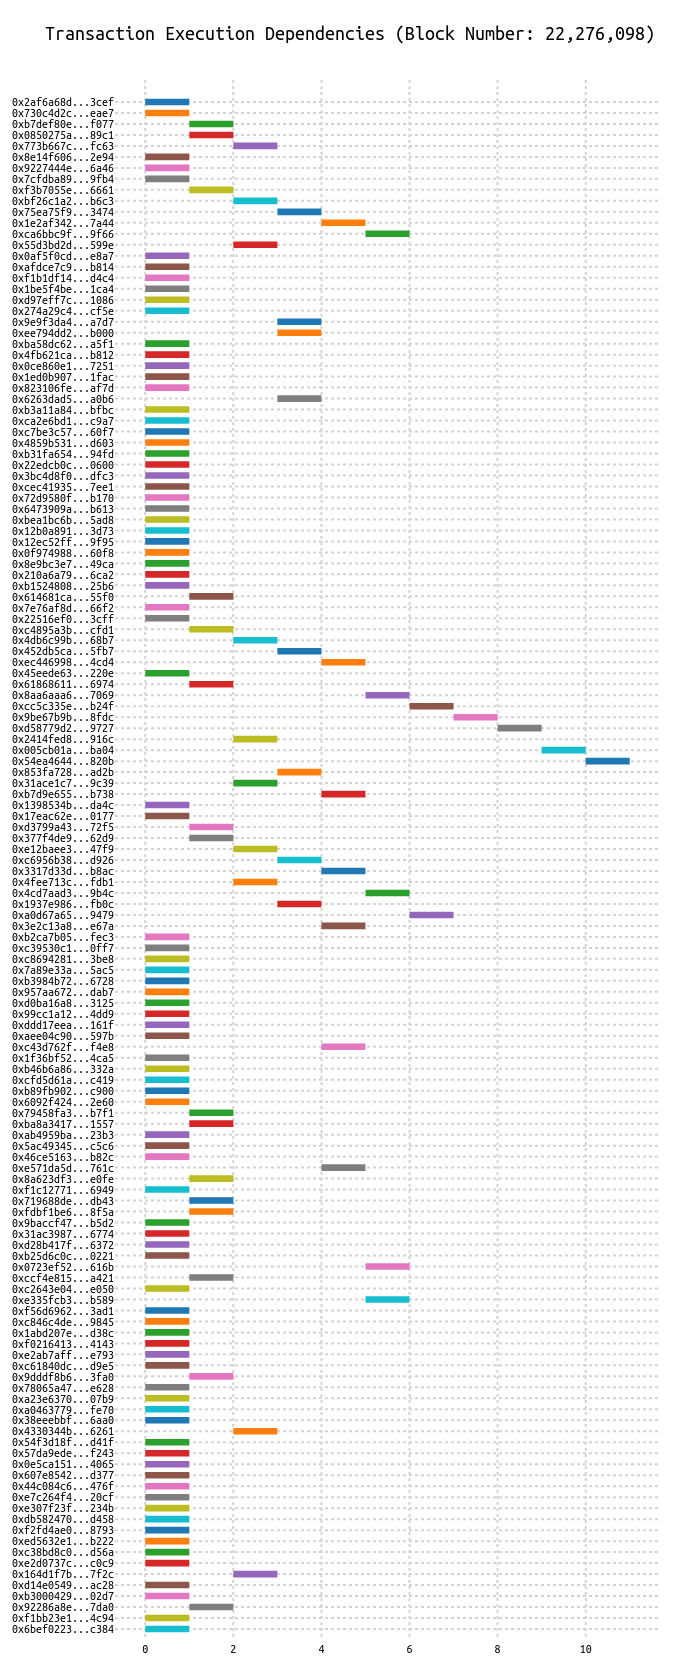 Transaction Execution Dependencies (Block Number: 22,276,098)
0x2af6a68d...3cef
0x730c4d2c...eae7
0xb7def80e...f077
0x0850275a...89c1
0x773b667c...fc63
0x8e14f606...2e94
0x9227444e...6a46
0x7cfdba89...9fb4
0xf3b7055e...6661
0xbf26c1a2...b6c3
0x75ea75f9...3474
0x1e2af342...7a44
0xca6bbc9f...9f66
0x55d3bd2d...599e
0x0af5f0cd...e8a7
0xafdce7c9...b814
0xf1b1df14...d4c4
0x1be5f4be...1ca4
0xd97eff7c...1086
0x274a29c4...cf5e
0x9e9f3da4...a7d7
0xee794dd2...b000
0xba58dc62...a5f1
0x4fb621ca...b812
0x0ce860e1...7251
0x1ed0b907...1fac
0x823106fe...af7d
0x6263dad5...a0b6
0xb3a11a84...bfbc
0xca2e6bd1...c9a7
0xc7be3c57...60f7
0x4859b531...d603
0xb31fa654...94fd
0x22edcb0c...0600
0x3bc4d8f0...dfc3
0xcec41935...7ee1
0x72d9580f...b170
0x6473909a...b613
0xbea1bc6b...5ad8
0x12b0a891...3d73
0x12ec52ff...9f95
0x0f974988...60f8
0x8e9bc3e7...49ca
0x210a6a79...6ca2
0xb1524808...25b6
0x614681ca...55f0
0x7e76af8d...66f2
0x22516ef0...3cff
0xc4895a3b...cfd1
0x4db6c99b...68b7
0x452db5ca...5fb7
0xec446998...4cd4
0x45eede63...220e
0x61868611...6974
0x8aa6aaa6...7069
0xcc5c335e...b24f
0x9be67b9b...8fdc
0xd58779d2...9727
0x2414fed8...916c
0x005cb01a...ba04
0x54ea4644...820b
0x853fa728...ad2b
0x31ace1c7...9c39
0xb7d9e655...b738
0x1398534b...da4c
0x17eac62e...0177
0xd3799a43...72f5
0x377f4de9...62d9
0xe12baee3...47f9
0xc6956b38...d926
0x3317d33d...b8ac
0x4fee713c...fdb1
0x4cd7aad3...9b4c
0x1937e986...fb0c
0xa0d67a65...9479
0x3e2c13a8...e67a
0xb2ca7b05...fec3
0xc39530c1...0ff7
0xc8694281...3be8
0x7a89e33a...5ac5
0xb3984b72...6728
0x957aa672...dab7
0xd0ba16a8...3125
0x99cc1a12...4dd9
0xddd17eea...161f
0xaee04c90...597b
0xc43d762f...f4e8
0x1f36bf52...4ca5
0xb46b6a86...332a
0xcfd5d61a...c419
0xb89fb902...c900
0x6092f424...2e60
0x79458fa3...b7f1
0xba8a3417...1557
0xab4959ba...23b3
0x5ac49345...c5c6
0x46ce5163...b82c
0xe571da5d...761c
0x8a623df3...e0fe
0xf1c12771...6949
0x719688de...db43
0xfdbf1be6...8f5a
0x9baccf47...b5d2
0x31ac3987...6774
0xd28b417f...6372
0xb25d6c0c...0221
0x0723ef52...616b
0xccf4e815...a421
0xc2643e04...e050
0xe335fcb3...b589
0xf56d6962...3ad1
0xc846c4de...9845
0x1abd207e...d38c
0xf0216413...4143
0xe2ab7aff...e793
0xc61840dc...d9e5
0x9dddf8b6...3fa0
0x78065a47...e628
0xa23e6370...07b9
0xa0463779...fe70
0x38eeebbf...6aa0
0x4330344b...6261
0x54f3d18f...d41f
0x57da9ede...f243
0x0e5ca151...4065
0x607e8542...d377
0x44c084c6...476f
0xe7c264f4...20cf
0xe307f23f...234b
0xdb582470...d458
0xf2fd4ae0...8793
0xed5632e1...b222
0xc38bd8c0...d56a
0xe2d0737c...c0c9
0x164d1f7b...7f2c
0xd14e0549...ac28
0xb3000429...02d7
0x92286a8e...7da0
0xf1bb23e1...4c94
0x6bef0223...c384
0 2 4 6 8 10